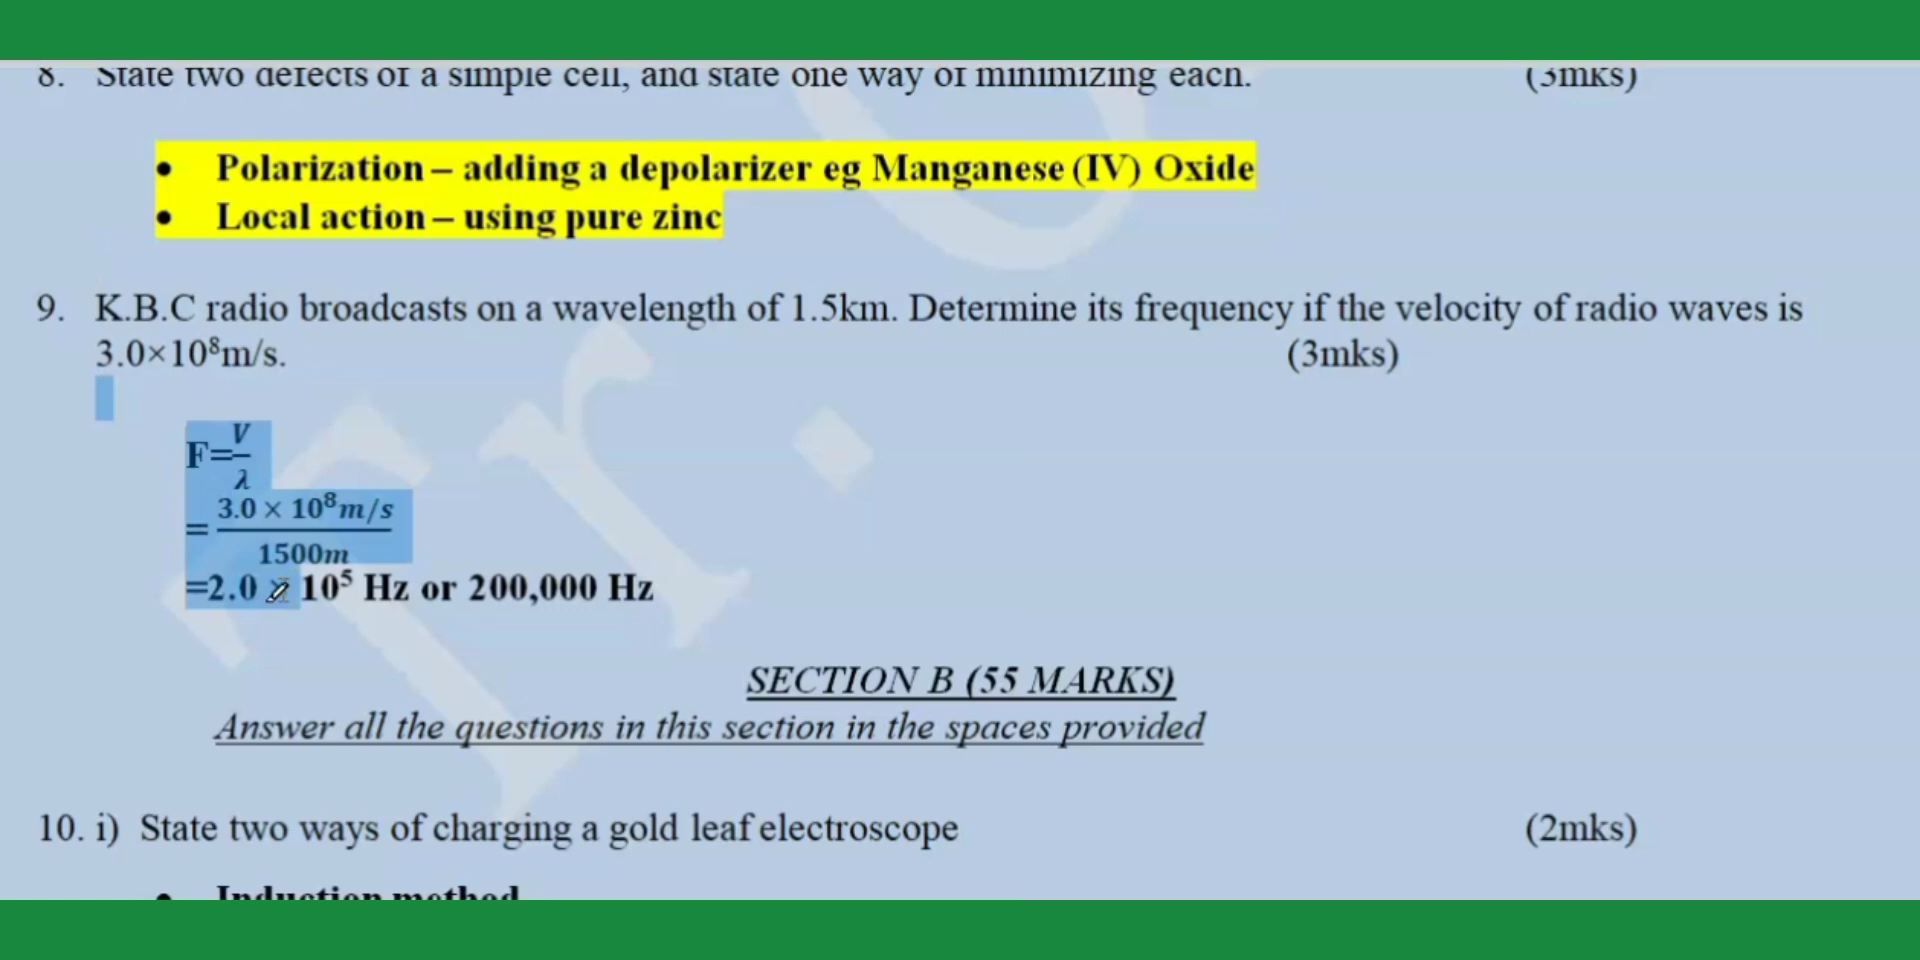 8. State two defects of a simple cell, and state one way of minimizing each. (3mks)
• Polarization – adding a depolarizer eg Manganese (IV) Oxide
• Local action – using pure zinc
9. K.B.C radio broadcasts on a wavelength of 1.5km. Determine its frequency if the velocity of radio waves is
3.0×10⁸m/s. (3mks)
F=V/λ
= 3.0 × 10⁸m/s / 1500m
=2.0 × 10⁵ Hz or 200,000 Hz
SECTION B (55 MARKS)
Answer all the questions in this section in the spaces provided
10. i) State two ways of charging a gold leaf electroscope (2mks)
• Induction method
Tr.